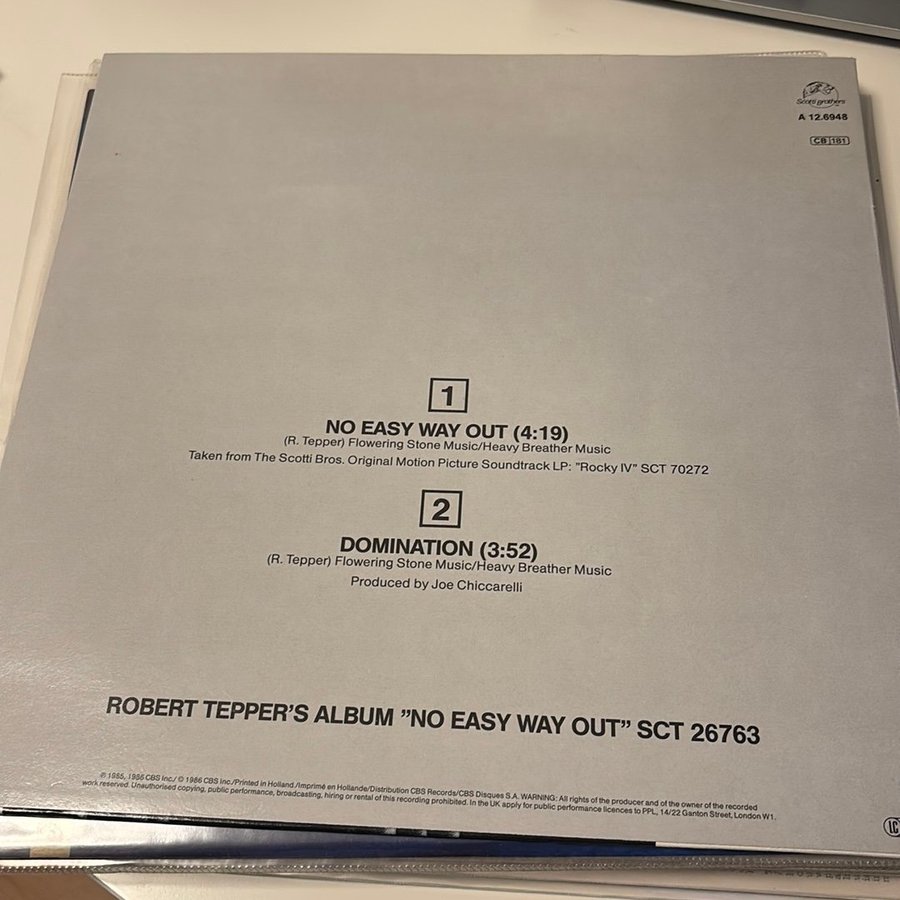 Scotti brothers
A 12.6948
CB 181
1
NO EASY WAY OUT (4:19)
(R. Tepper) Flowering Stone Music/Heavy Breather Music
Taken from The Scotti Bros. Original Motion Picture Soundtrack LP: "Rocky IV" SCT 70272
2
DOMINATION (3:52)
(R. Tepper) Flowering Stone Music/Heavy Breather Music
Produced by Joe Chiccarelli
ROBERT TEPPER'S ALBUM ”NO EASY WAY OUT” SCT 26763
℗ 1985, 1986 CBS Inc./ © 1986 CBS Inc./Printed in Holland./Imprimé en Hollande/Distribution CBS Records/CBS Disques S.A. WARNING: All rights of the producer and of the owner of the recorded
work reserved. Unauthorised copying, public performance, broadcasting, hiring or rental of this recording prohibited. In the UK apply for public performance licences to PPL, 14/22 Ganton Street, London W1.